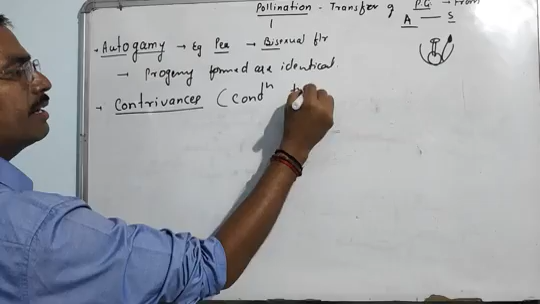 Pollination - Transfer of P.G. → From
A — S
• Autogamy → Eg Pea → Bisexual flr
→ Progeny formed are identical.
• Contrivances (Condn